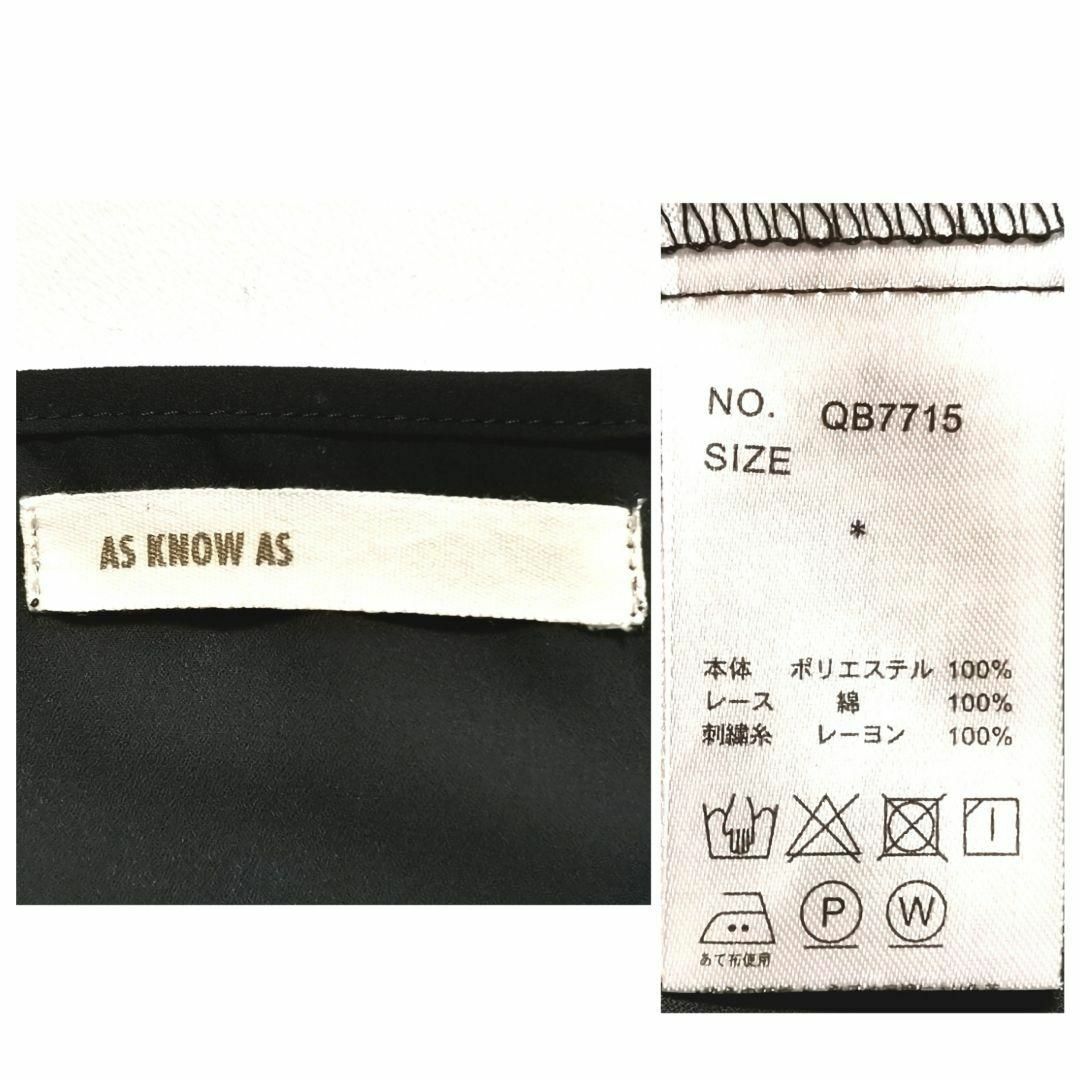 AS KNOW AS
NO. QB7715
SIZE
*
本体 ポリエステル 100%
レース 綿 100%
刺繍糸 レーヨン 100%
P W
あて布使用